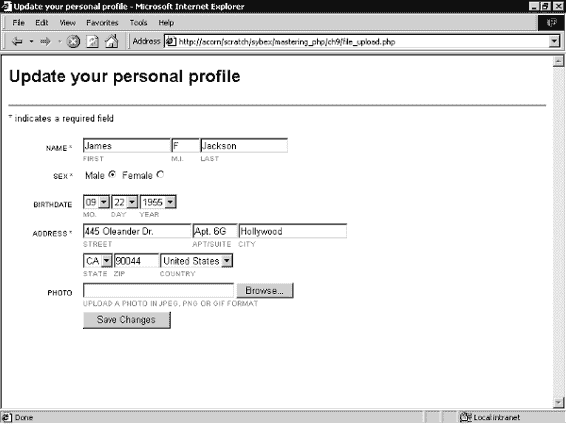 Update your personal profile - Microsoft Internet Explorer
File Edit View Favorites Tools Help
Address http://acorn/scratch/sybex/mastering_php/ch9/file_upload.php
Update your personal profile
* indicates a required field
NAME * James F Jackson
FIRST M.I. LAST
SEX * Male Female
BIRTHDATE 09 22 1955
MO. DAY YEAR
ADDRESS * 445 Oleander Dr. Apt. 6G Hollywood
STREET APT/SUITE CITY
CA 90044 United States
STATE ZIP COUNTRY
PHOTO Browse...
UPLOAD A PHOTO IN JPEG, PNG OR GIF FORMAT
Save Changes
Done Local intranet